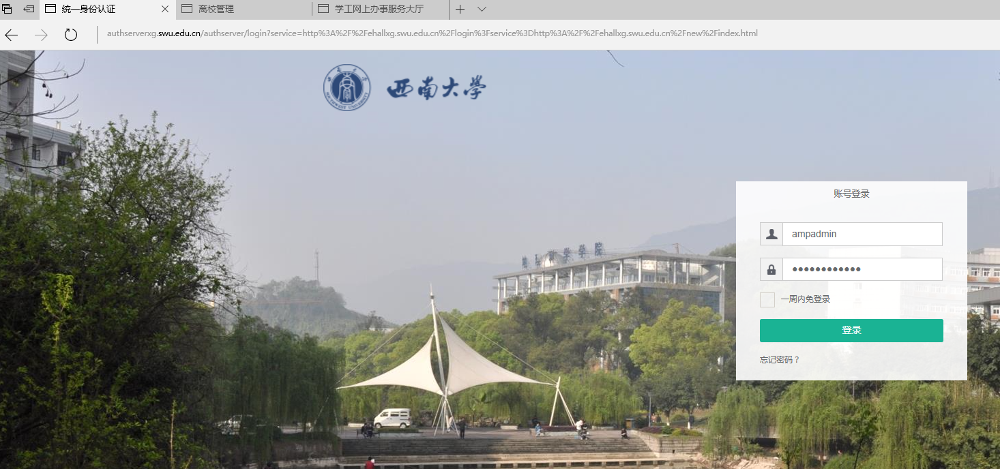 统一身份认证
离校管理
学工网上办事服务大厅
authserverxg.swu.edu.cn/authserver/login?service=http%3A%2F%2Fehallxg.swu.edu.cn%2Flogin%3Fservice%3Dhttp%3A%2F%2Fehallxg.swu.edu.cn%2Fnew%2Findex.html
西南大学
账号登录
ampadmin
••••••••••••
一周内免登录
登录
忘记密码？